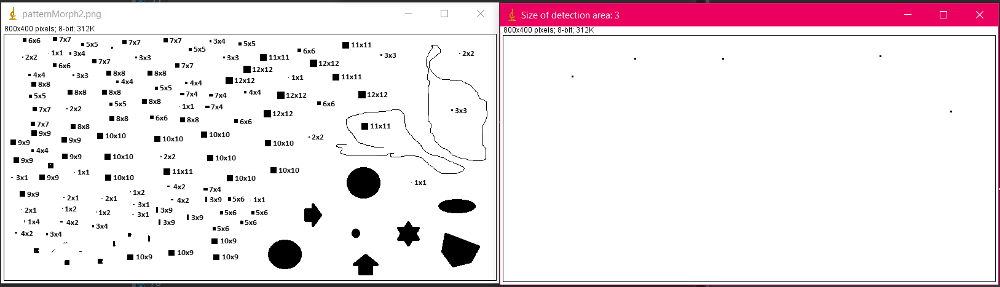 patternMorph2.png
800x400 pixels; 8-bit; 312K
6x6 7x7 5x5 7x7 7x7 3x4 5x5 11x11
2x2 1x1 3x4 7x7 3x3 5x5 3x3 11x11 6x6 3x3 2x2
6x6 7x7 12x12 12x12
4x4 3x3 8x8 8x8 12x12 1x1 11x11
8x8 4x4 4x4
5x5 8x8 8x8 5x5 7x4 7x4 4x4 12x12 12x12
7x7 2x2 5x5 8x8 1x1 7x4 6x6 3x3
8x8 6x6 8x8 6x6 12x12
7x7 8x8 11x11
9x9 10x10 10x10 10x10 2x2
9x9 9x9 10x10
4x4
9x9 9x9 10x10 2x2 10x10
3x1 9x9 1x1 10x10 11x11 10x10 10x10 1x1
9x9 1x2 4x2 7x4
2x1 2x1 4x2 3x9 5x6 1x1
2x1 1x2 1x2 3x1 3x1 3x9 3x9 5x6 5x6
1x4 4x2 3x4 3x9 5x6 5x6
4x2 3x4
10x9
10x9 10x9 10x9
Size of detection area: 3
800x400 pixels; 8-bit; 312K